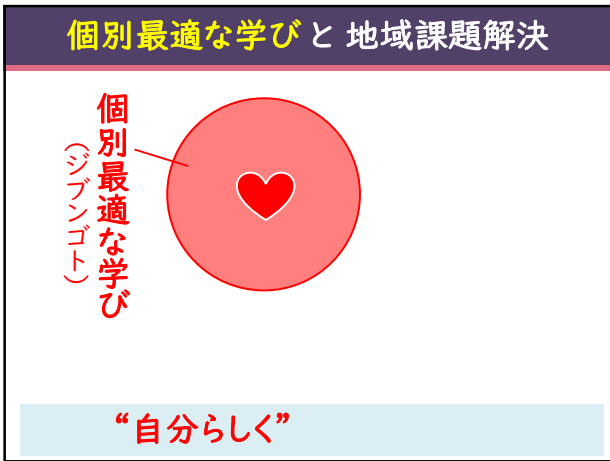 個別最適な学びと 地域課題解決
個別最適な学び
（ジブンゴト）
“自分らしく”